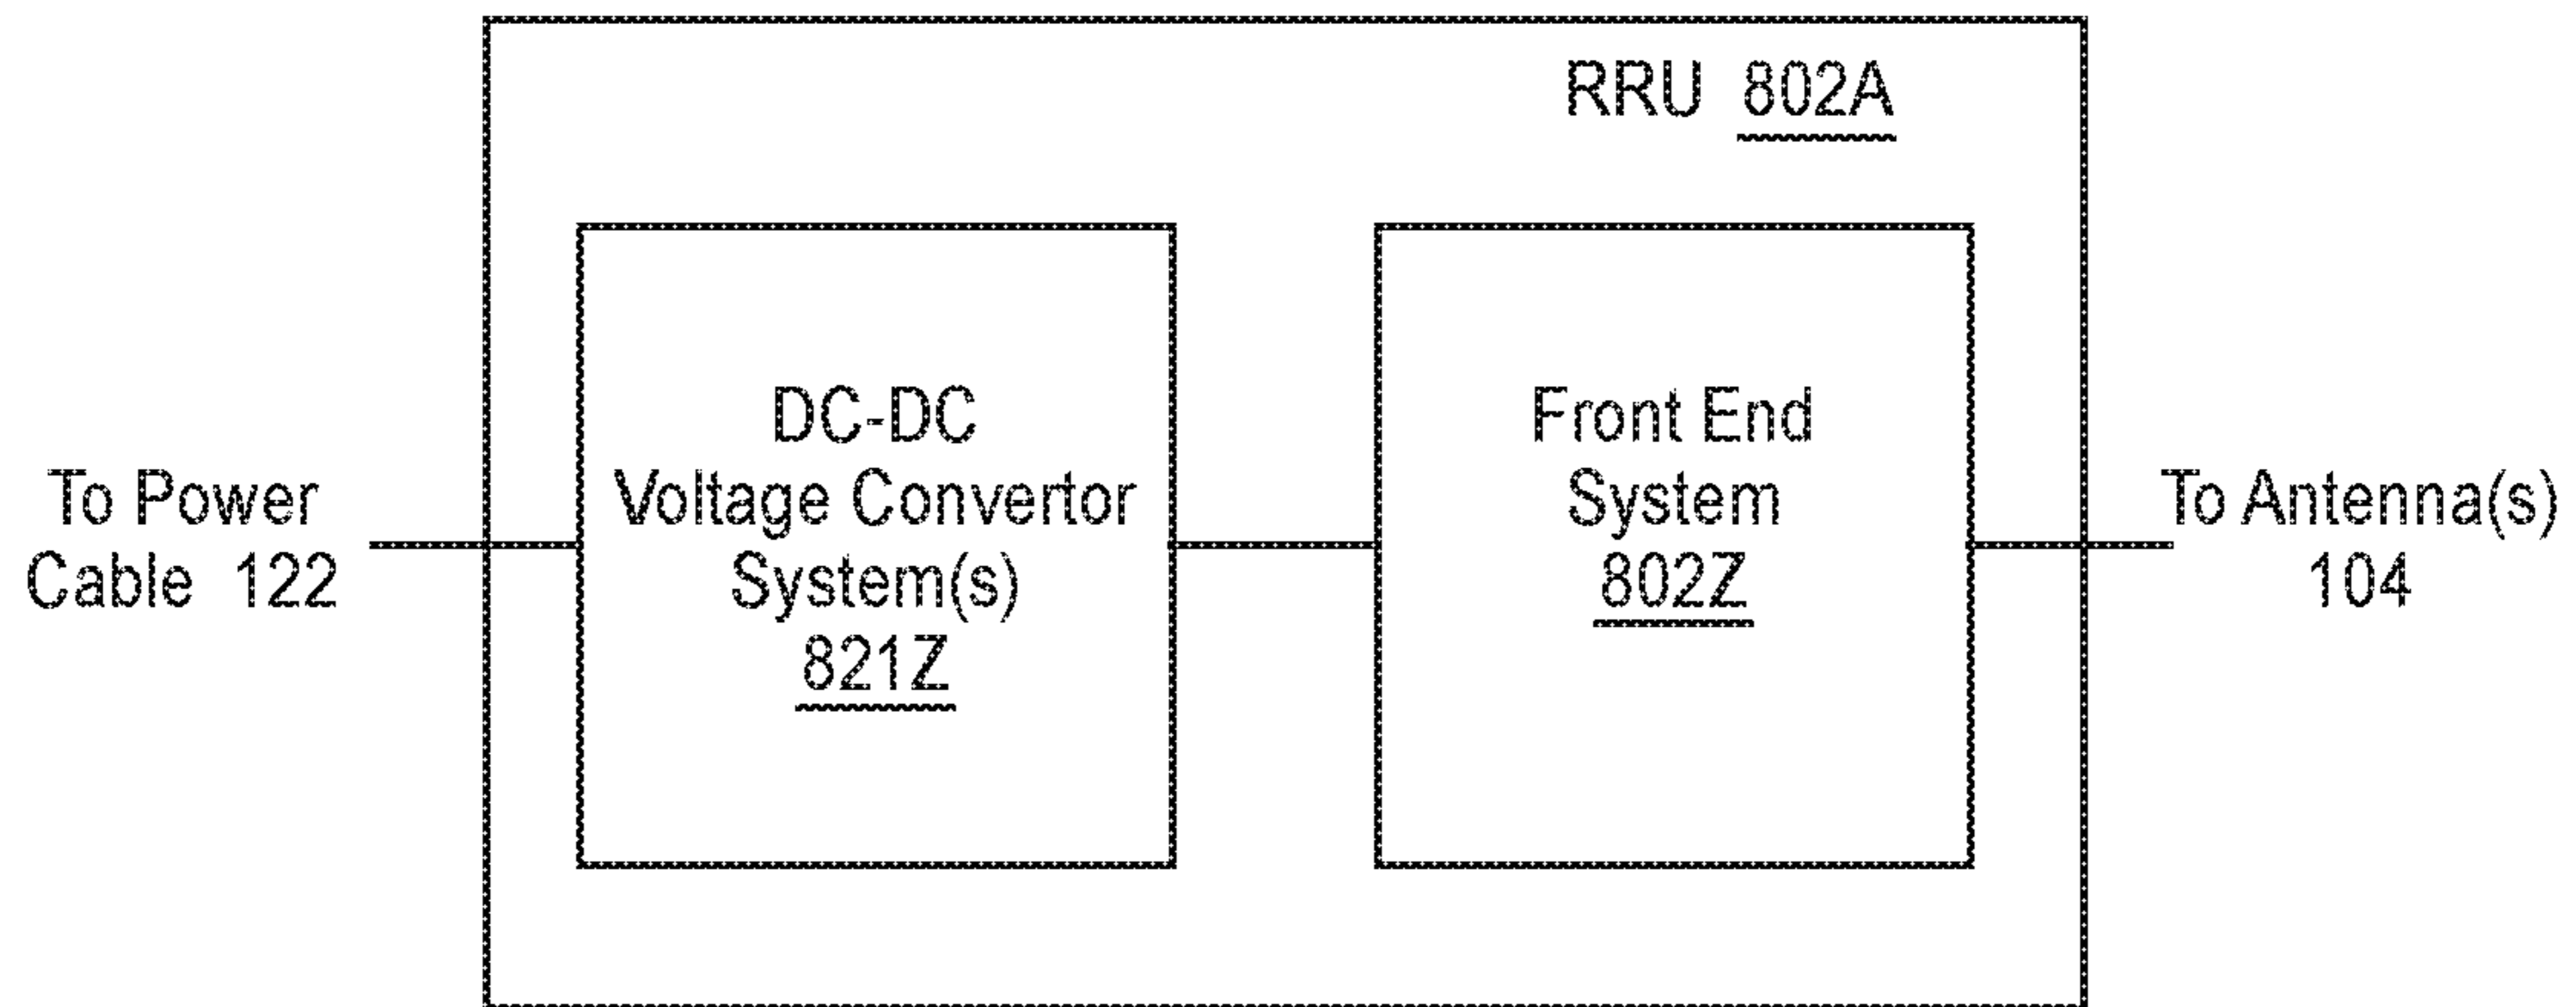 RRU 802A
To Power
Cable 122
DC-DC
Voltage Convertor
System(s)
821Z
Front End
System
802Z
To Antenna(s)
104